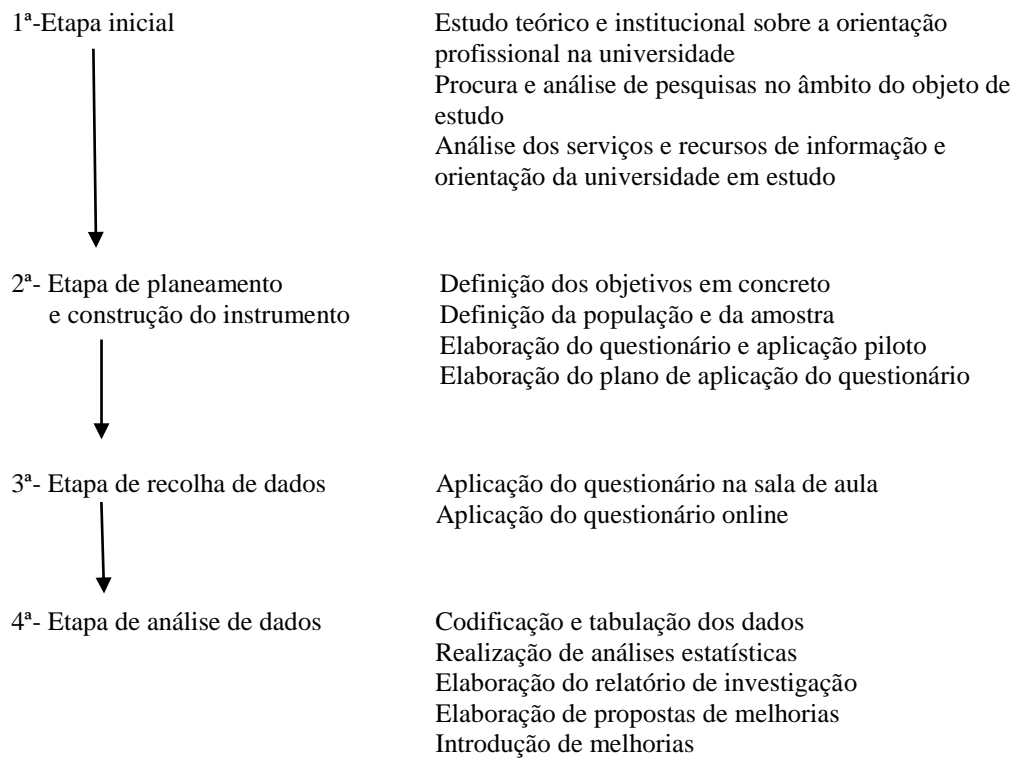 1ª-Etapa inicial
Estudo teórico e institucional sobre a orientação
profissional na universidade
Procura e análise de pesquisas no âmbito do objeto de
estudo
Análise dos serviços e recursos de informação e
orientação da universidade em estudo
2ª- Etapa de planeamento
e construção do instrumento
Definição dos objetivos em concreto
Definição da população e da amostra
Elaboração do questionário e aplicação piloto
Elaboração do plano de aplicação do questionário
3ª- Etapa de recolha de dados
Aplicação do questionário na sala de aula
Aplicação do questionário online
4ª- Etapa de análise de dados
Codificação e tabulação dos dados
Realização de análises estatísticas
Elaboração do relatório de investigação
Elaboração de propostas de melhorias
Introdução de melhorias